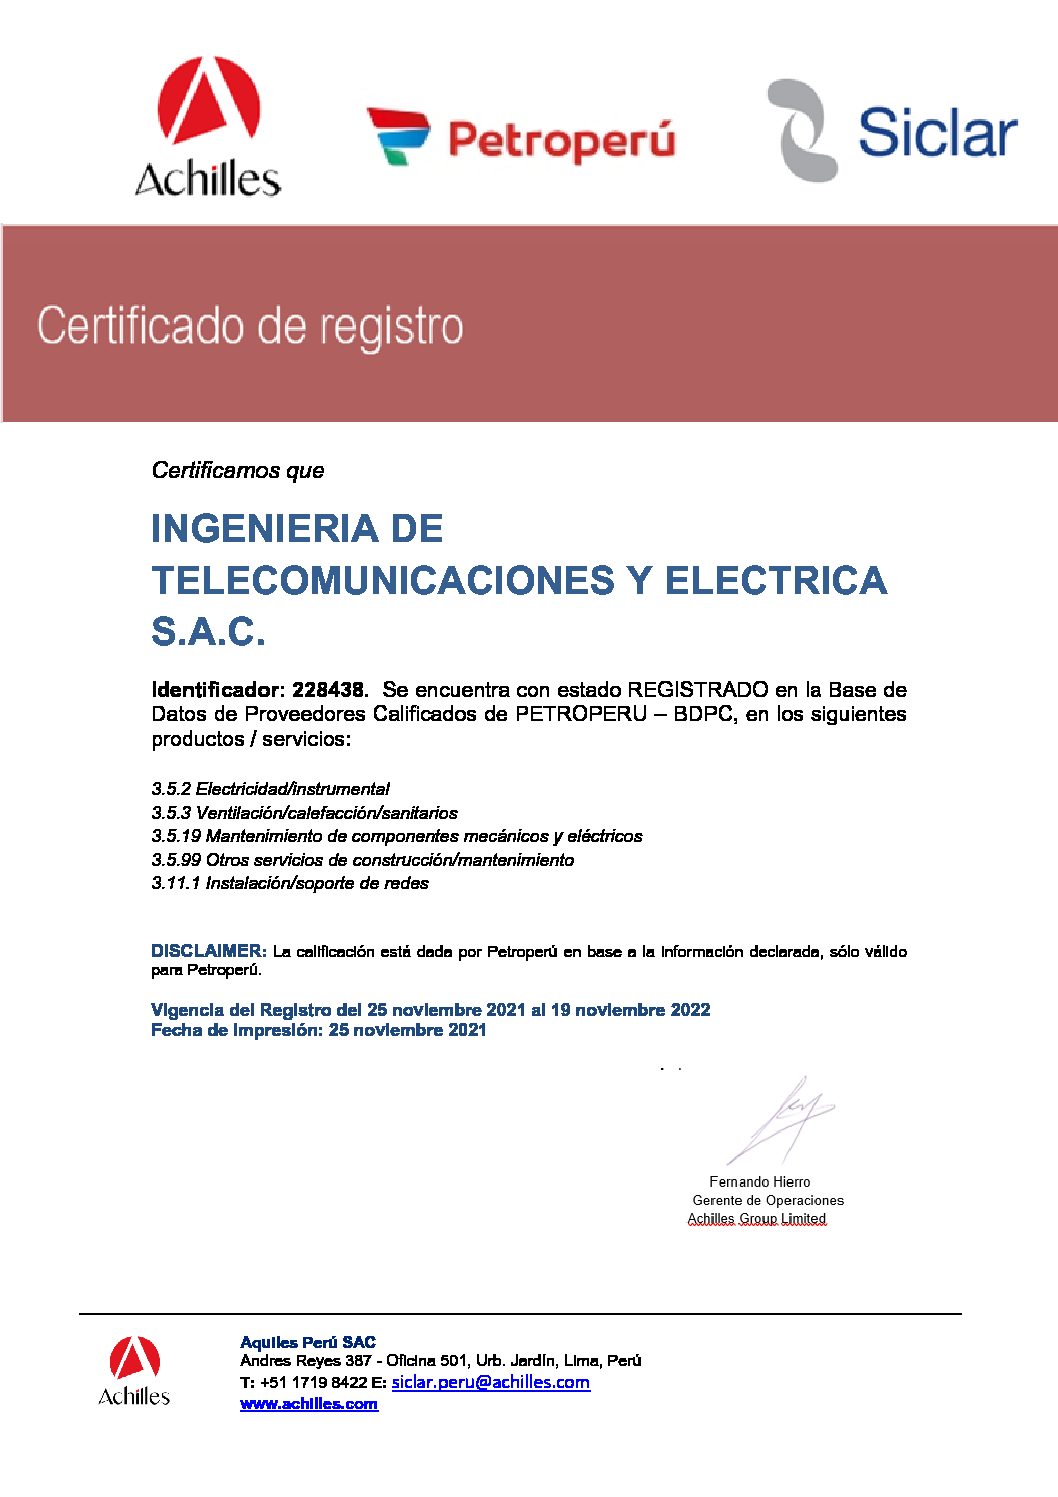 Achilles
Petroperú
Siclar
Certificado de registro
Certificamos que
INGENIERIA DE
TELECOMUNICACIONES Y ELECTRICA
S.A.C.
Identificador: 228438. Se encuentra con estado REGISTRADO en la Base de
Datos de Proveedores Calificados de PETROPERU – BDPC, en los siguientes
productos / servicios:
3.5.2 Electricidad/instrumental
3.5.3 Ventilación/calefacción/sanitarios
3.5.19 Mantenimiento de componentes mecánicos y eléctricos
3.5.99 Otros servicios de construcción/mantenimiento
3.11.1 Instalación/soporte de redes
DISCLAIMER: La calificación está dada por Petroperú en base a la información declarada, sólo válido
para Petroperú.
Vigencia del Registro del 25 noviembre 2021 al 19 noviembre 2022
Fecha de impresión: 25 noviembre 2021
Fernando Hierro
Gerente de Operaciones
Achilles Group Limited
Achilles
Aquiles Perú SAC
Andres Reyes 387 - Oficina 501, Urb. Jardín, Lima, Perú
T: +51 1719 8422 E: siclar.peru@achilles.com
www.achilles.com